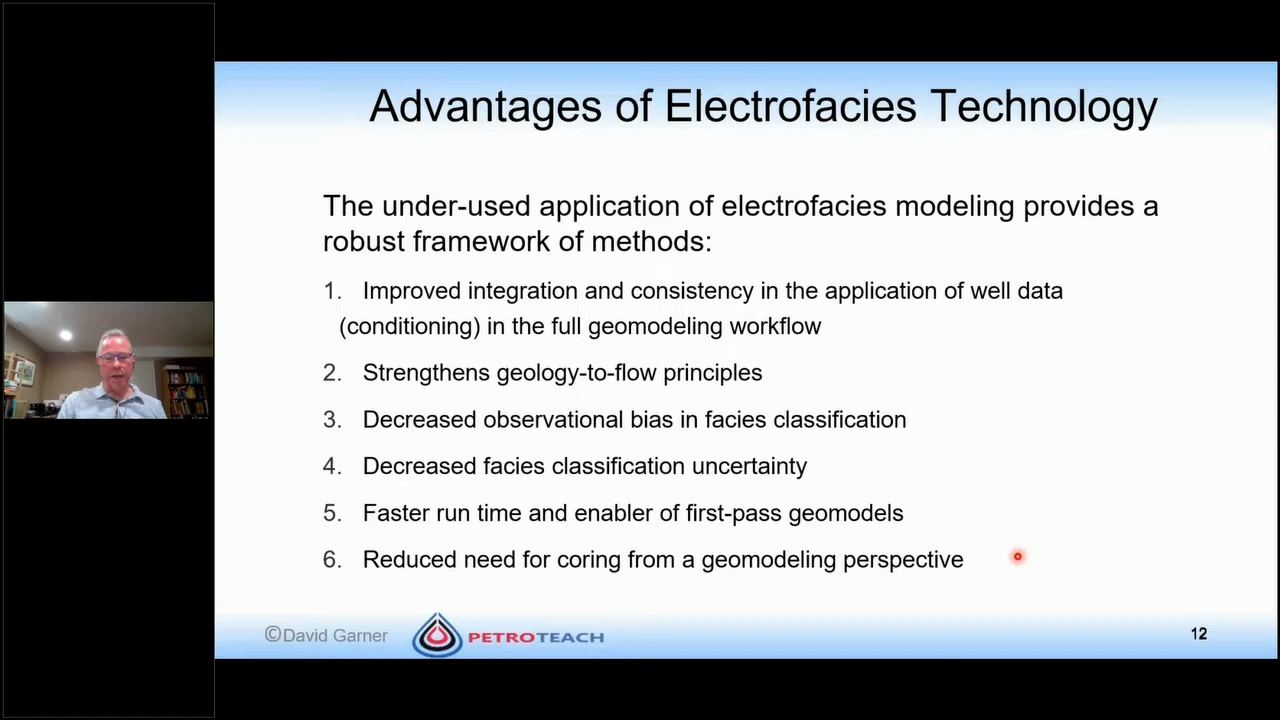 Advantages of Electrofacies Technology
The under-used application of electrofacies modeling provides a
robust framework of methods:
1. Improved integration and consistency in the application of well data
(conditioning) in the full geomodeling workflow
2. Strengthens geology-to-flow principles
3. Decreased observational bias in facies classification
4. Decreased facies classification uncertainty
5. Faster run time and enabler of first-pass geomodels
6. Reduced need for coring from a geomodeling perspective
©David Garner PETROTEACH 12